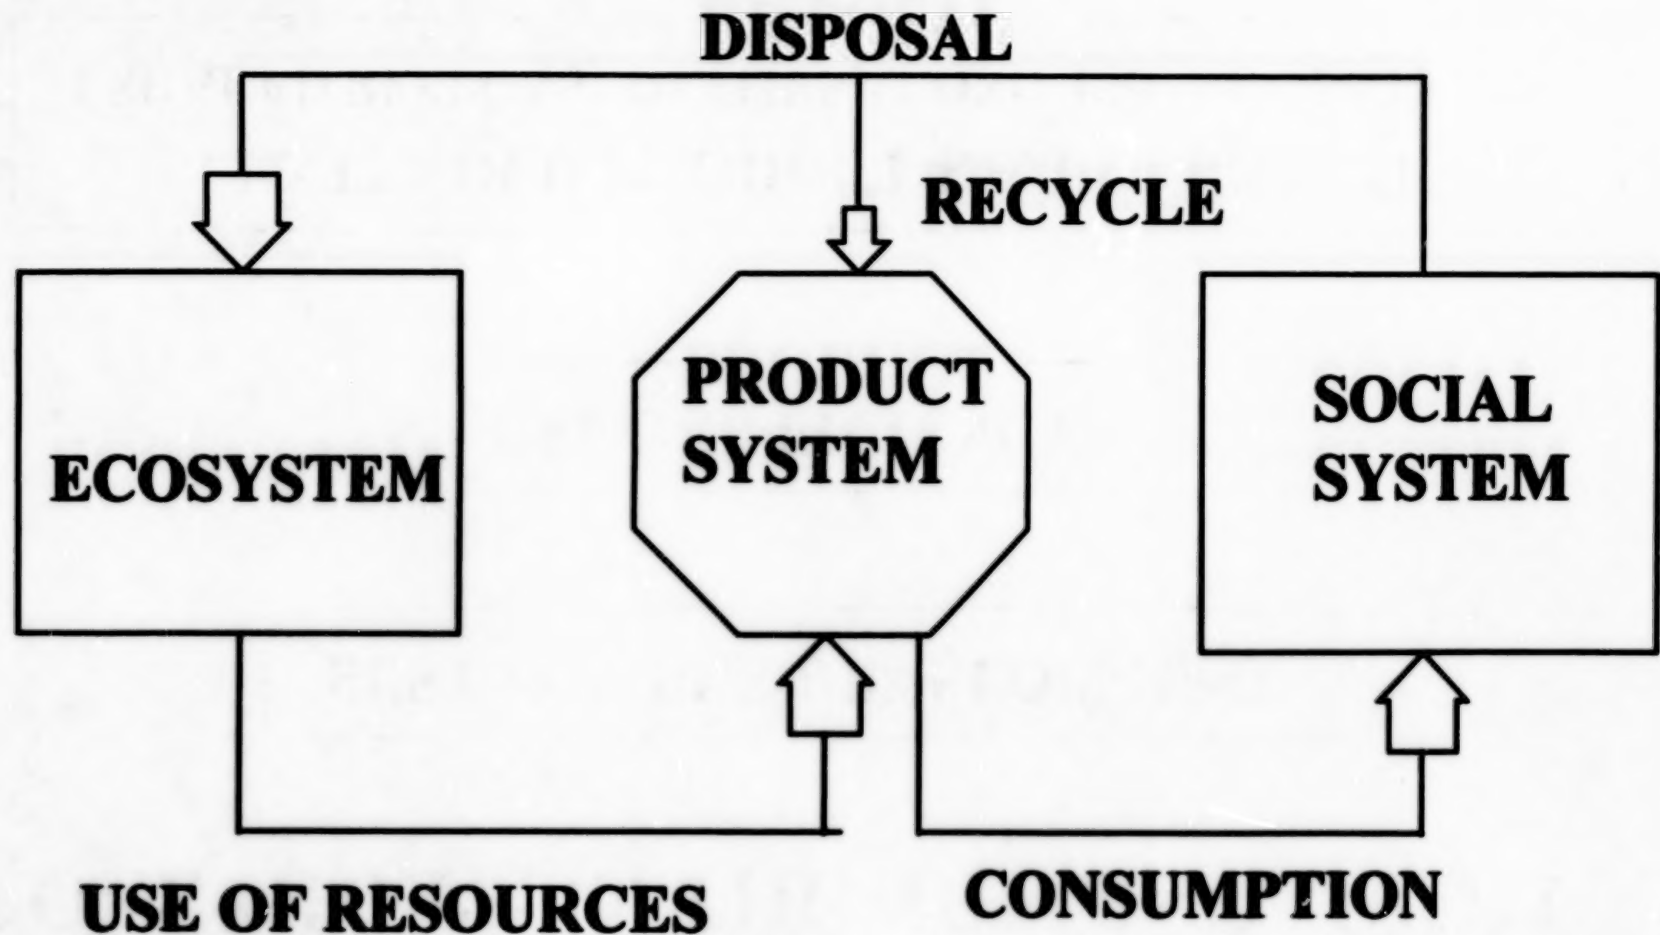 DISPOSAL
RECYCLE
ECOSYSTEM
PRODUCT
SYSTEM
SOCIAL
SYSTEM
USE OF RESOURCES
CONSUMPTION